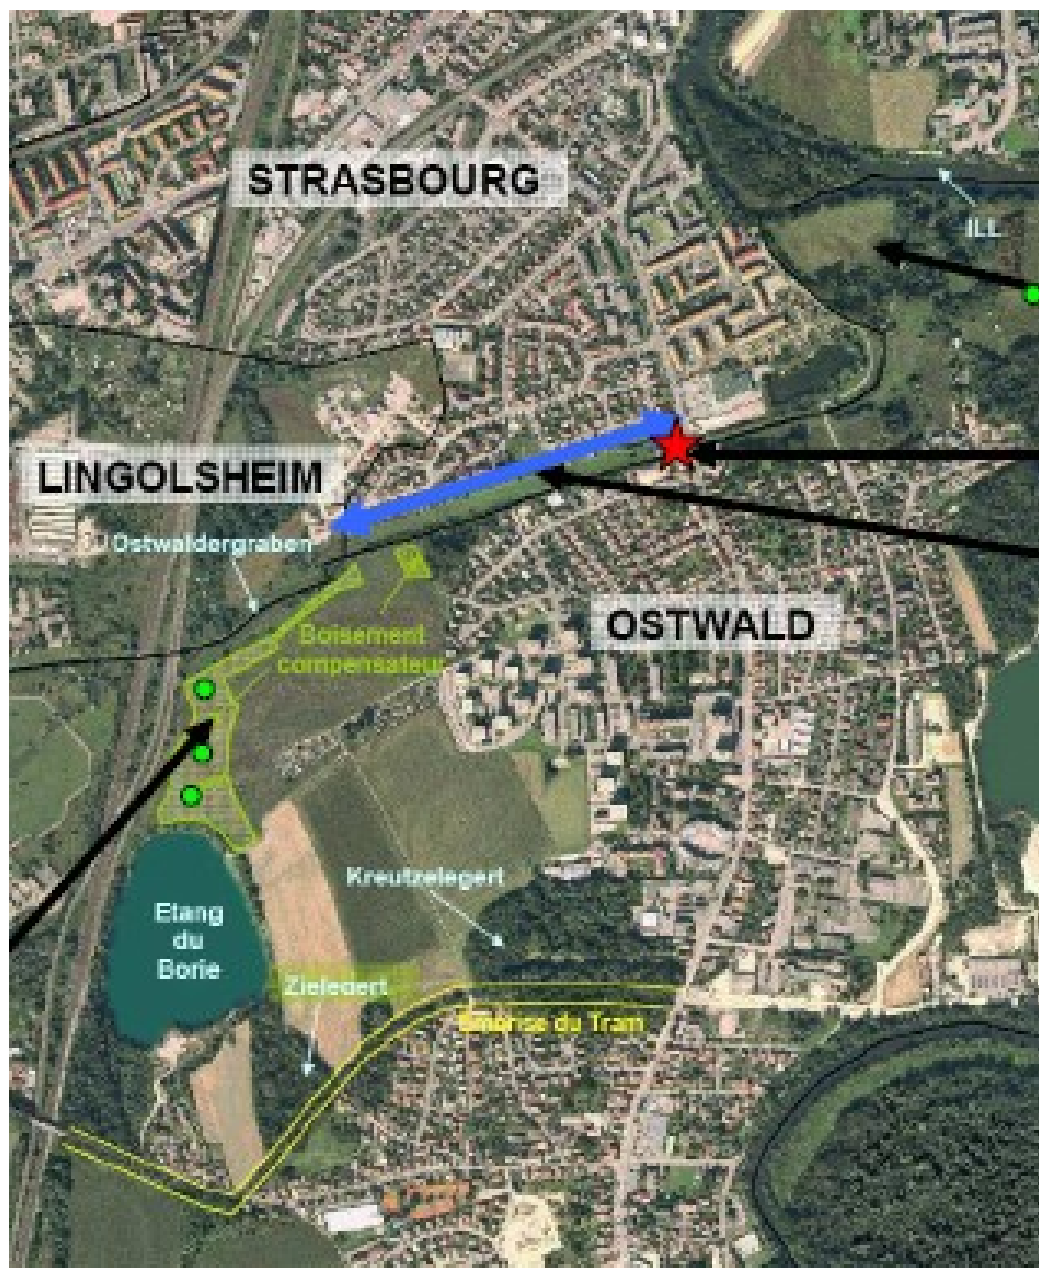 STRASBOURG
ILL
LINGOLSHEIM
Ostwaldergraben
OSTWALD
Boisement
compensateur
Kreutzelegert
Etang
du
Borie
Zielegert
Emprise du Tram